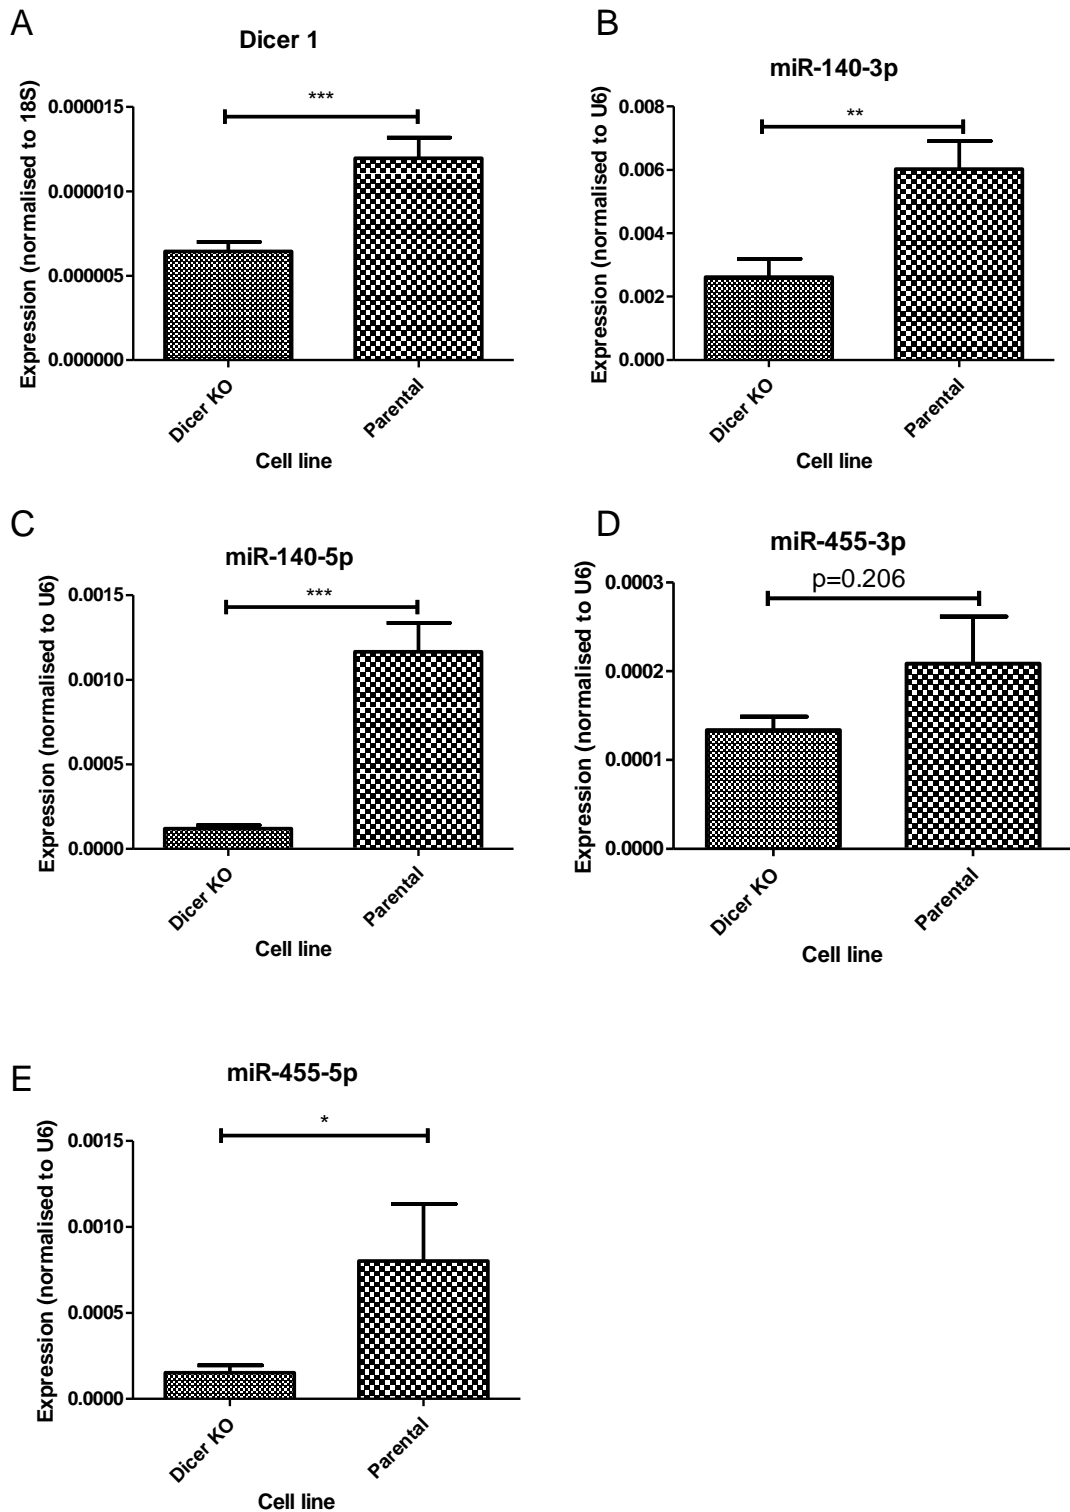 A
Dicer 1
Expression (normalised to 18S)
0.000015
0.000010
0.000005
0.000000
***
Dicer KO
Parental
Cell line
B
miR-140-3p
Expression (normalised to U6)
0.008
0.006
0.004
0.002
0.000
**
Dicer KO
Parental
Cell line
C
miR-140-5p
Expression (normalised to U6)
0.0015
0.0010
0.0005
0.0000
***
Dicer KO
Parental
Cell line
D
miR-455-3p
Expression (normalised to U6)
0.0003
0.0002
0.0001
0.0000
p=0.206
Dicer KO
Parental
Cell line
E
miR-455-5p
Expression (normalised to U6)
0.0015
0.0010
0.0005
0.0000
*
Dicer KO
Parental
Cell line